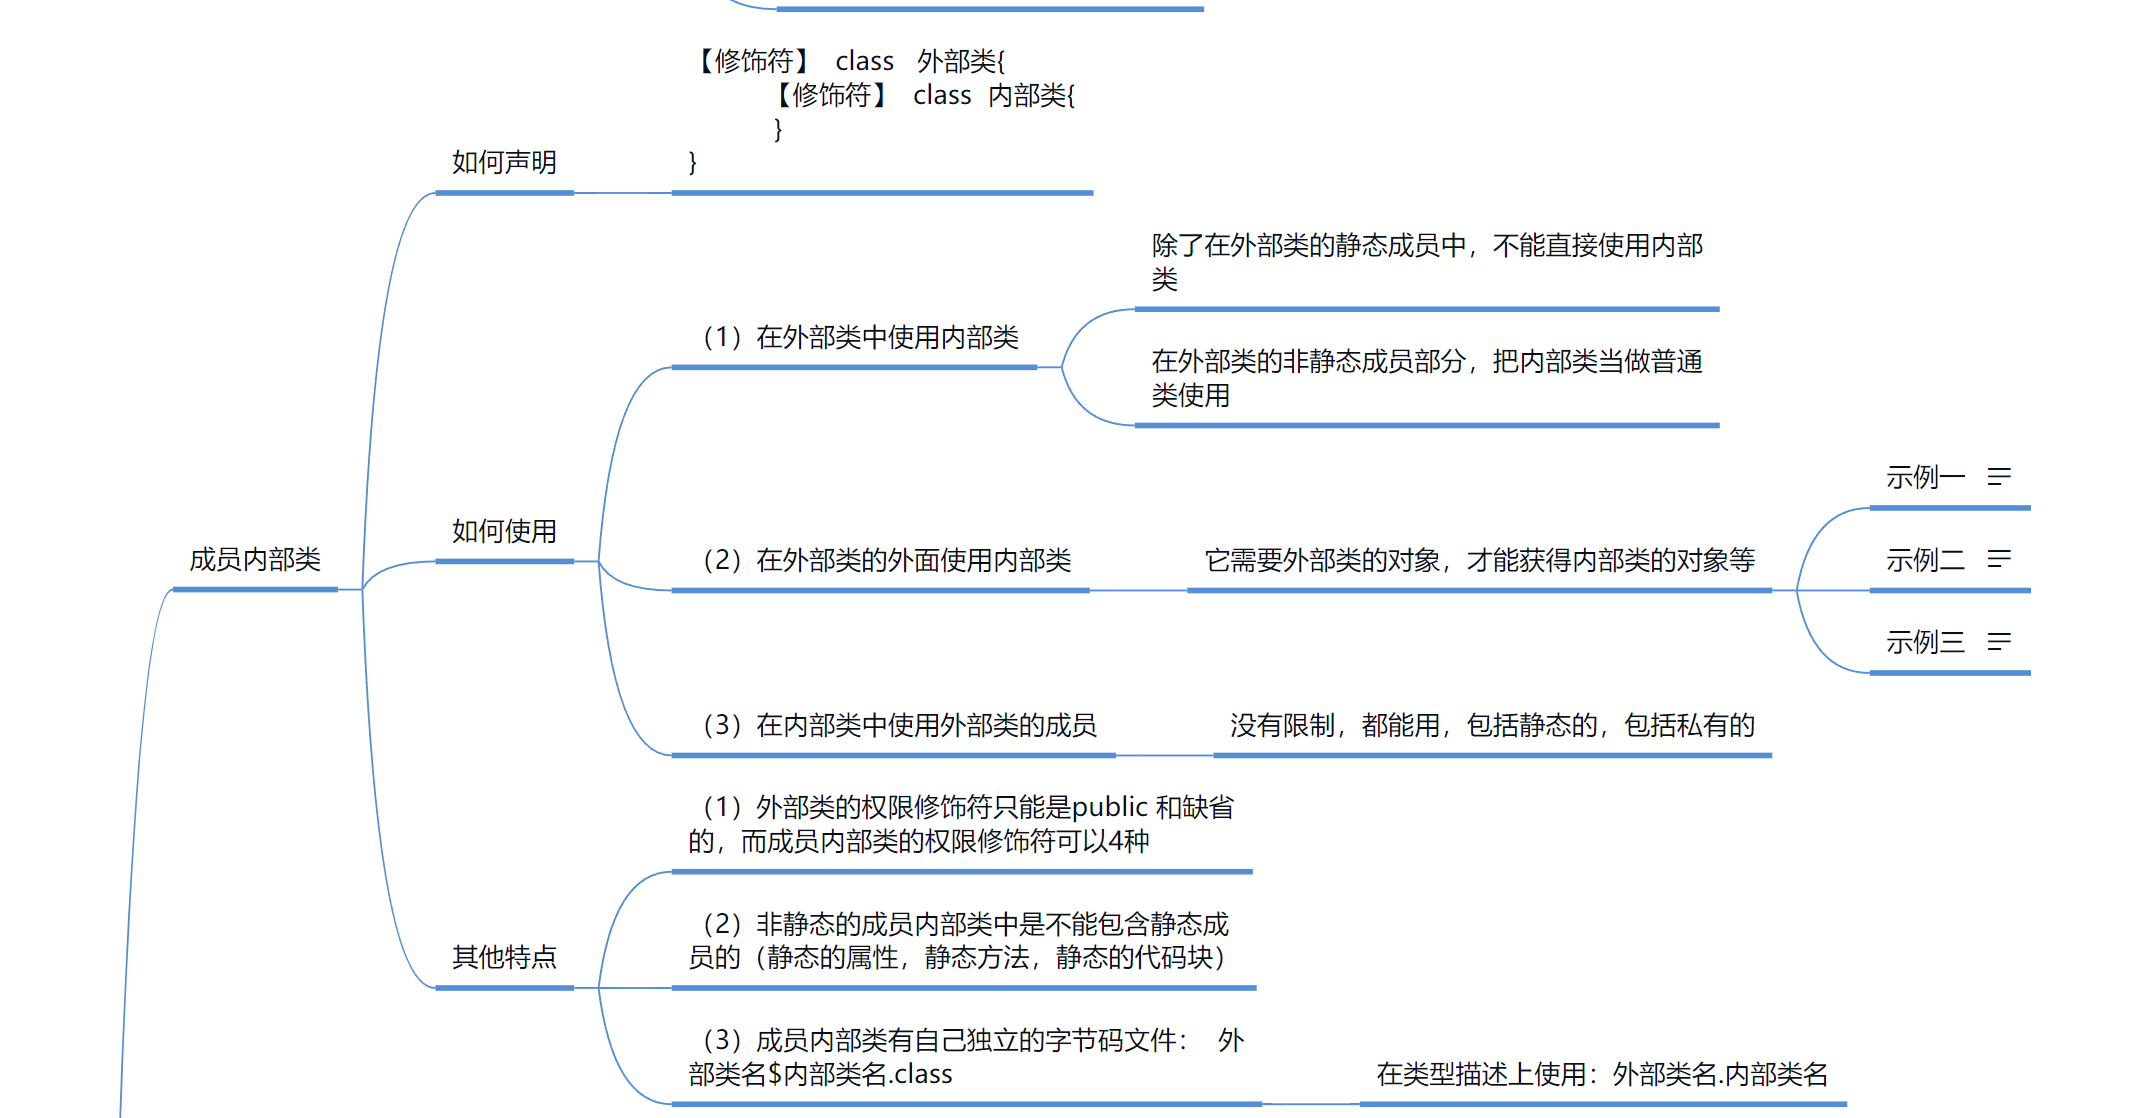 【修饰符】 class 外部类{
【修饰符】 class 内部类{
}
}
如何声明
除了在外部类的静态成员中，不能直接使用内部
类
（1）在外部类中使用内部类
在外部类的非静态成员部分，把内部类当做普通
类使用
示例一
如何使用
成员内部类
（2）在外部类的外面使用内部类
它需要外部类的对象，才能获得内部类的对象等
示例二
示例三
（3）在内部类中使用外部类的成员
没有限制，都能用，包括静态的，包括私有的
（1）外部类的权限修饰符只能是public 和缺省
的，而成员内部类的权限修饰符可以4种
（2）非静态的成员内部类中是不能包含静态成
员的（静态的属性，静态方法，静态的代码块）
其他特点
（3）成员内部类有自己独立的字节码文件： 外
部类名$内部类名.class
在类型描述上使用：外部类名.内部类名